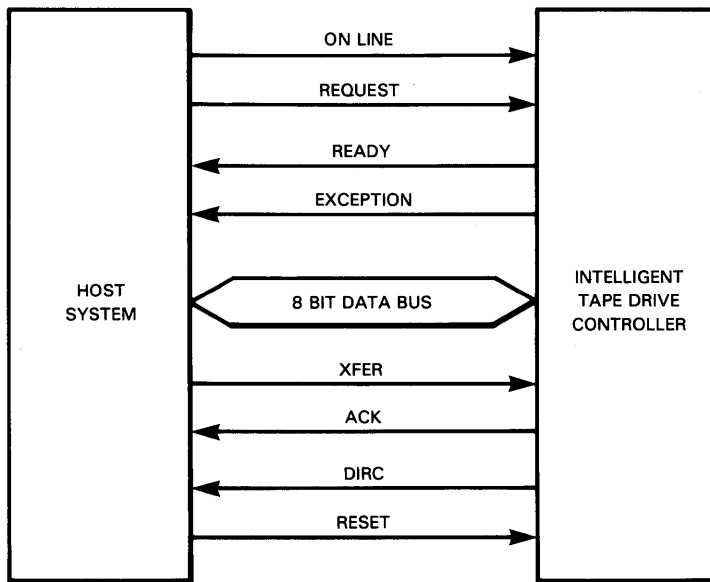 ON LINE
REQUEST
READY
EXCEPTION
HOST
SYSTEM
8 BIT DATA BUS
INTELLIGENT
TAPE DRIVE
CONTROLLER
XFER
ACK
DIRC
RESET